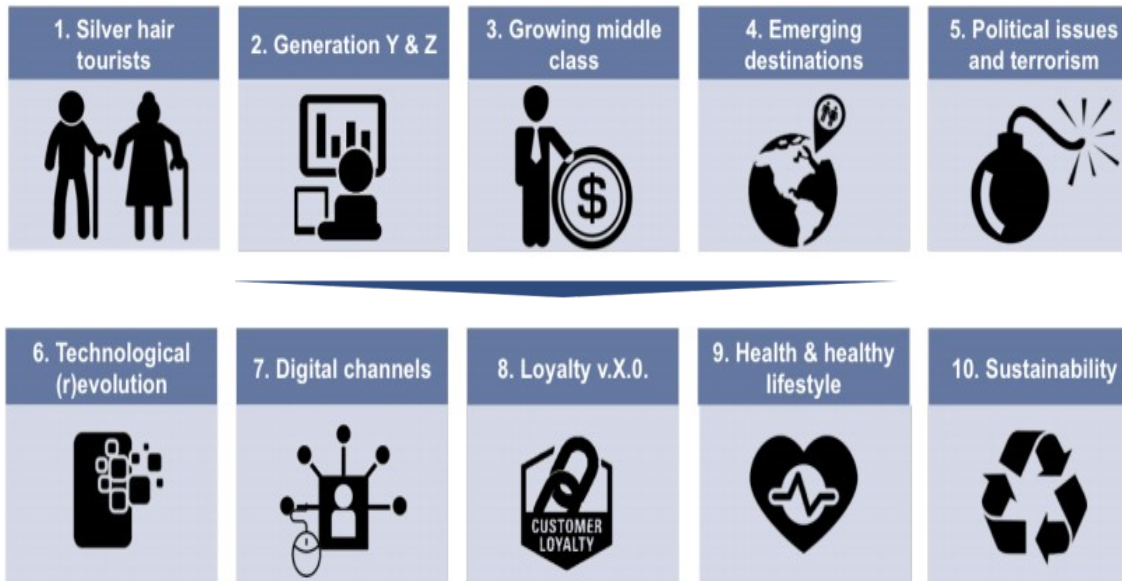 1. Silver hair
tourists
2. Generation Y & Z
3. Growing middle
class
4. Emerging
destinations
5. Political issues
and terrorism
$
6. Technological
(r)evolution
7. Digital channels
8. Loyalty v.X.0.
9. Health & healthy
lifestyle
10. Sustainability
CUSTOMER
LOYALTY